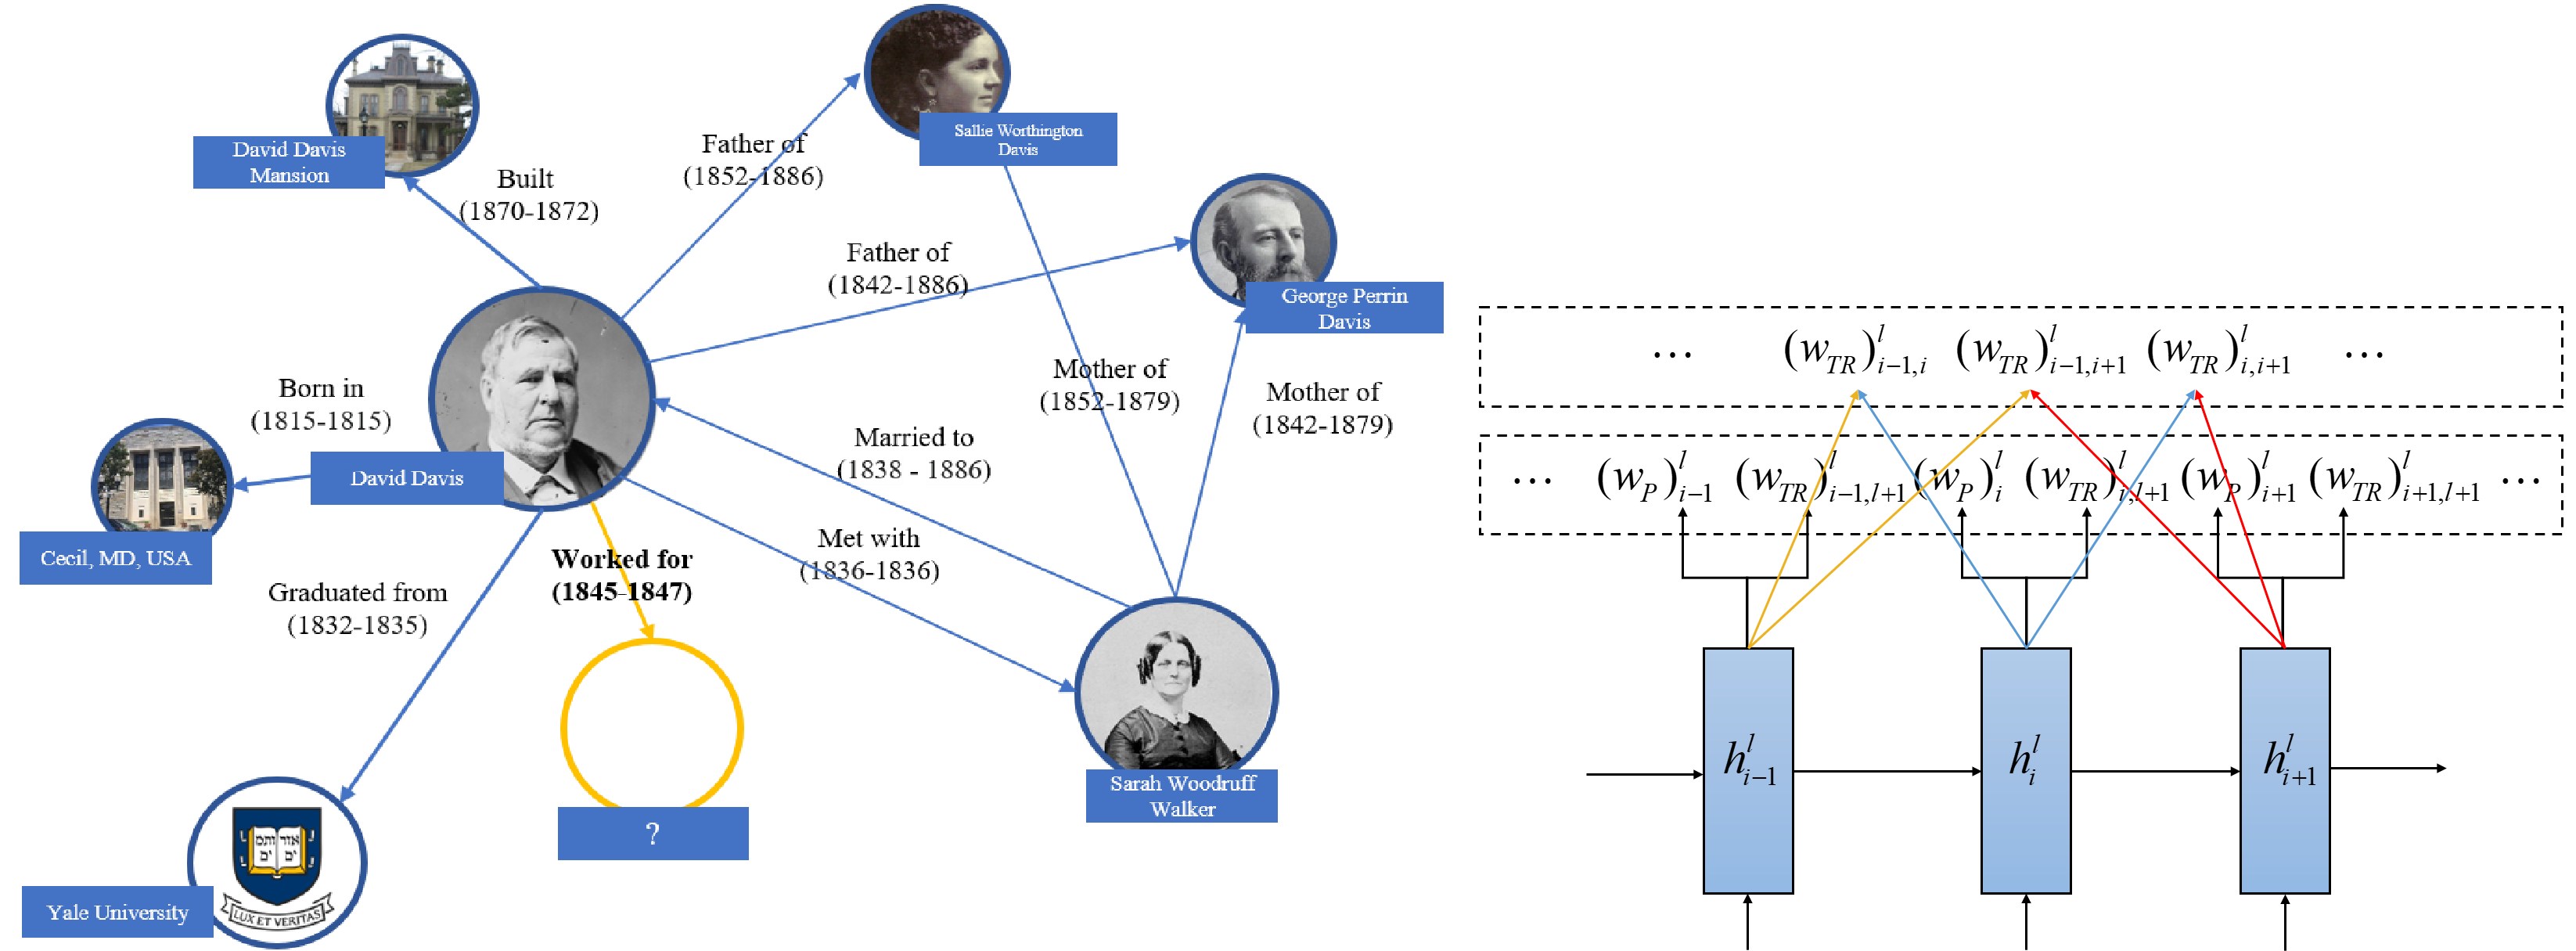 Sallie Worthington
Davis
David Davis
Mansion
Built
(1870-1872)
Father of
(1852-1886)
Father of
(1842-1886)
George Perrin
Davis
Born in
(1815-1815)
David Davis
Cecil, MD, USA
Married to
(1838 - 1886)
Mother of
(1852-1879)
Mother of
(1842-1879)
Met with
(1836-1836)
Worked for
(1845-1847)
Graduated from
(1832-1835)
Sarah Woodruff
Walker
?
Yale University
LUX ET VERITAS
... (w_{TR})^l_{i-1,i} (w_{TR})^l_{i-1,i+1} (w_{TR})^l_{i,i+1} ...
... (w_P)^l_{i-1} (w_{TR})^l_{i-1,l+1} (w_P)^l_i (w_{TR})^l_{i,l+1} (w_P)^l_{i+1} (w_{TR})^l_{i+1,l+1} ...
h^l_{i-1} h^l_i h^l_{i+1}